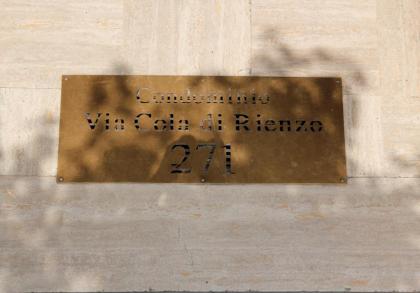 Condominio
Via Cola di Rienzo
271